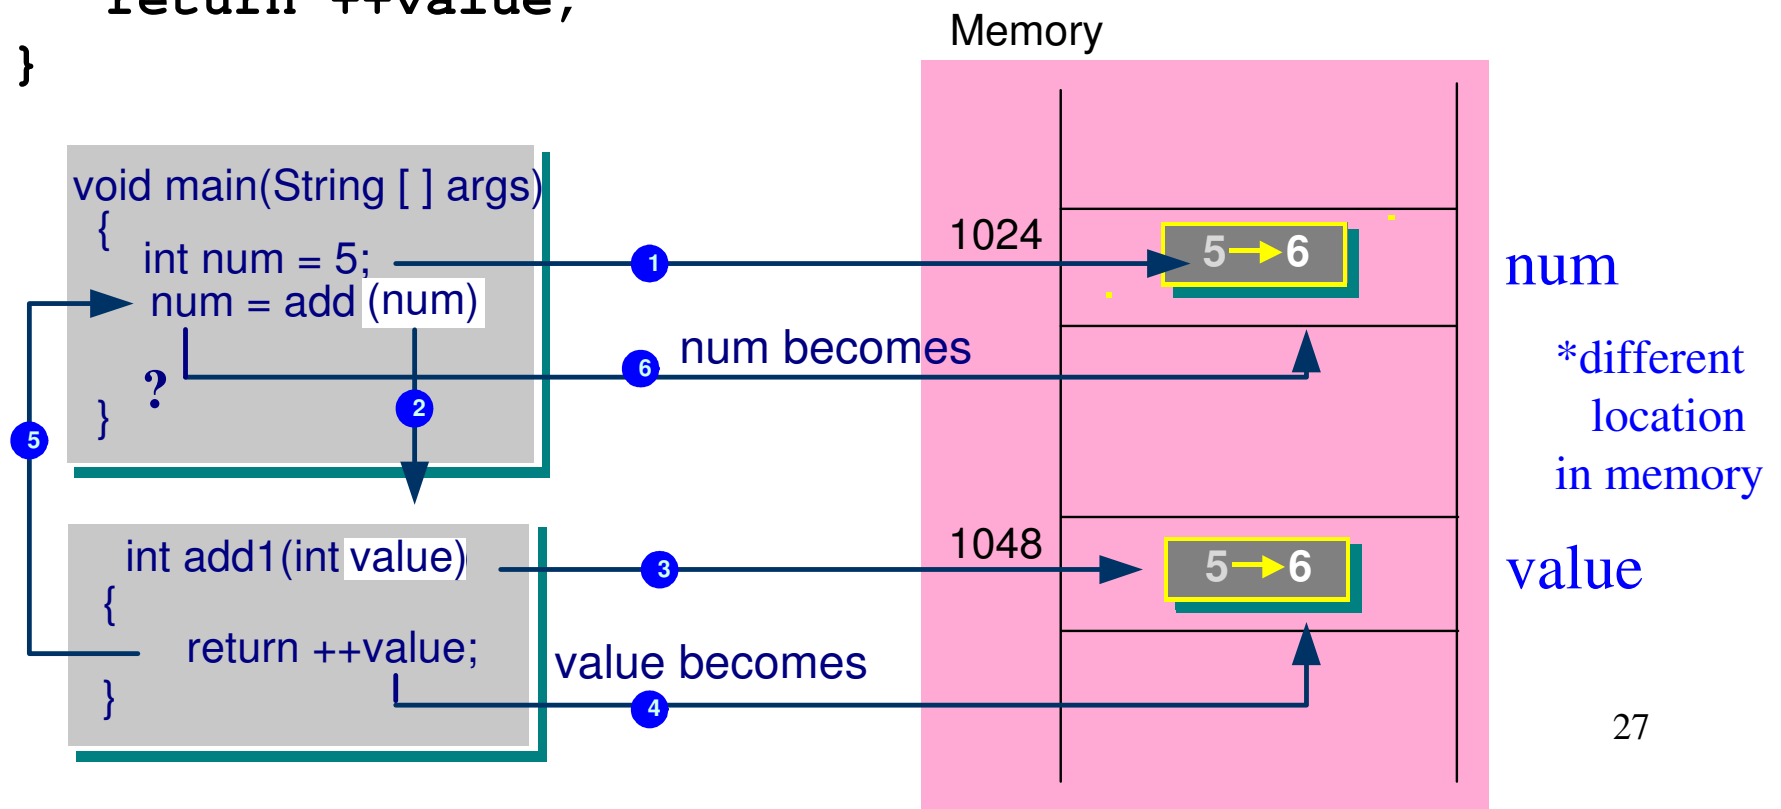 return ++value;
}
Memory
void main(String [ ] args)
{
int num = 5;
num = add (num)
?
}
1
2
5
6
num becomes
1024
5 6
num
*different
location
in memory
int add1(int value)
{
return ++value;
}
3
value becomes
4
1048
5 6
value
27